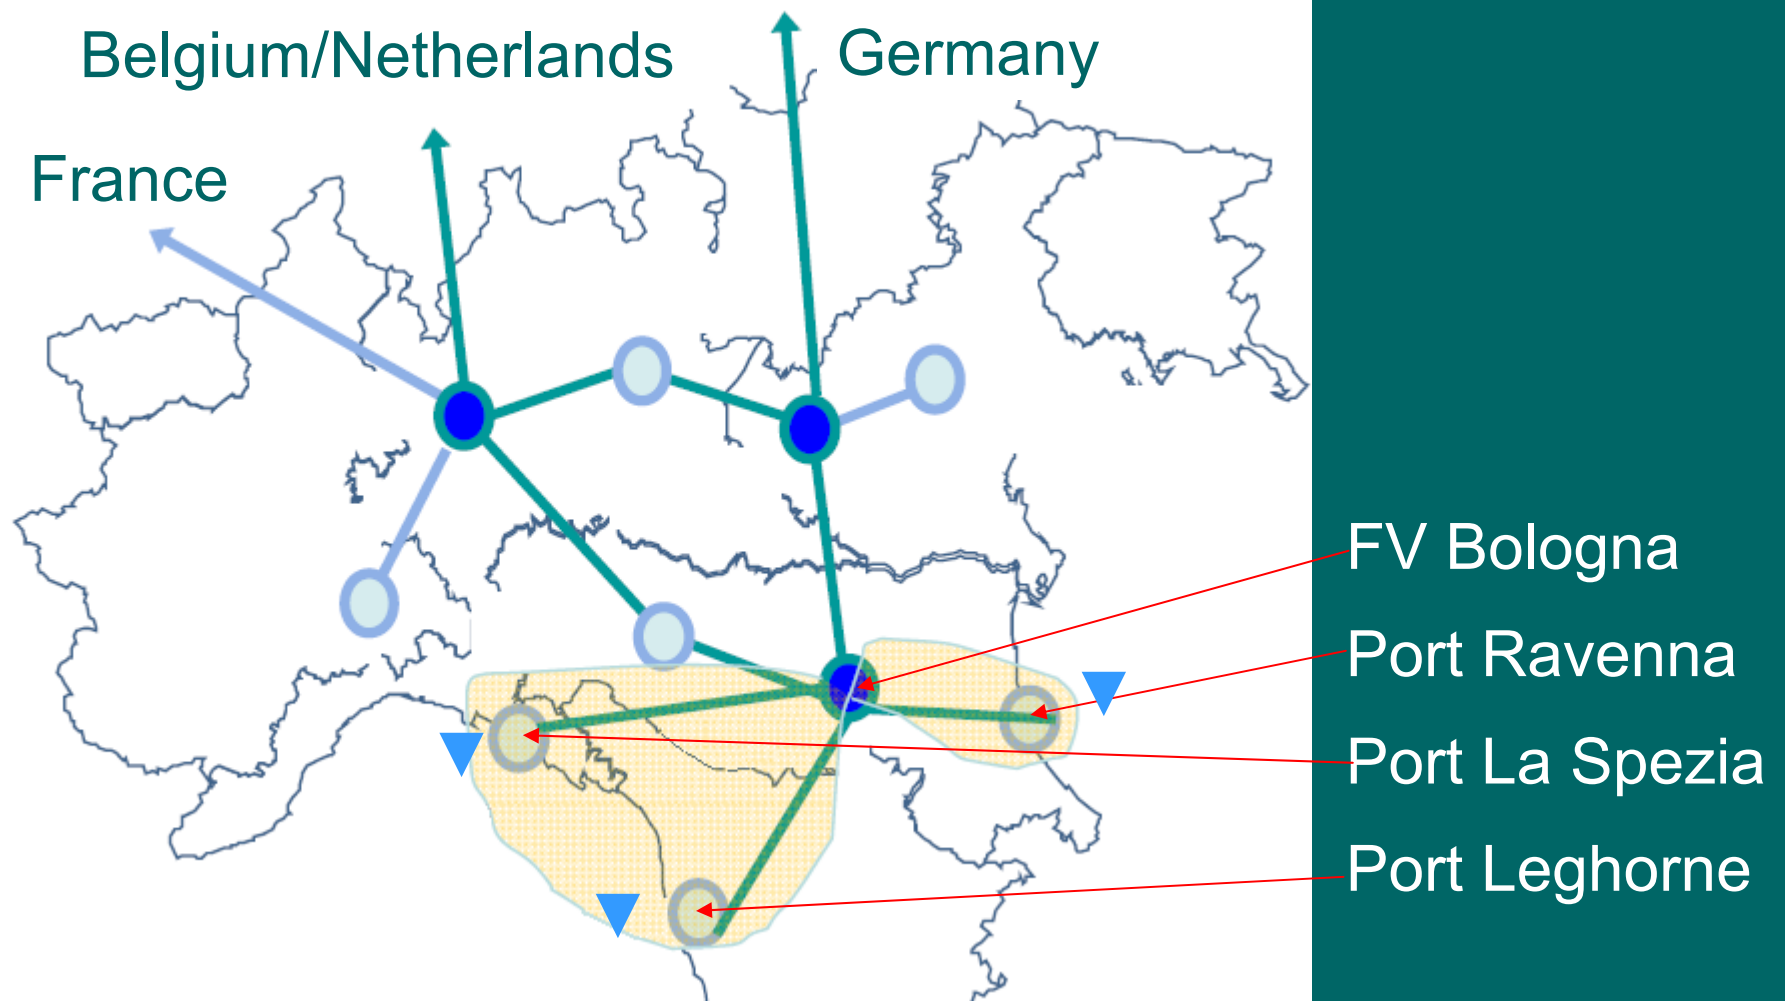 Belgium/Netherlands
Germany
France
FV Bologna
Port Ravenna
Port La Spezia
Port Leghorne